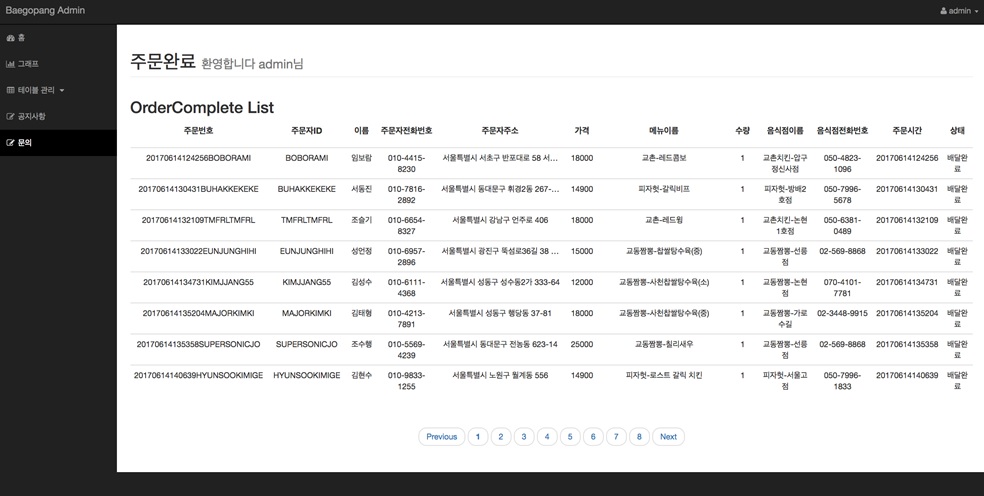 Baegopang Admin
admin
홈
그래프
테이블 관리
공지사항
문의
주문완료 환영합니다 admin님
OrderComplete List
주문번호 주문자ID 이름 주문자전화번호 주문자주소 가격 메뉴이름 수량 음식점이름 음식점전화번호 주문시간 상태
20170614124256BOBORAMI BOBORAMI 임보람 010-4415- 서울특별시 서초구 반포대로 58 서... 18000 교촌-레드콤보 1 교촌치킨-압구 050-4823- 20170614124256 배달완
8230 정신사점 1096 료
20170614130431BUHAKKEKEKE BUHAKKEKEKE 서동진 010-7816- 서울특별시 동대문구 휘경2동 267-... 14900 피자헛-갈릭비프 1 피자헛-방배2 050-7996- 20170614130431 배달완
2892 호점 5678 료
20170614132109TMFRLTMFRL TMFRLTMFRL 조슬기 010-6654- 서울특별시 강남구 언주로 406 18000 교촌-레드윙 1 교촌치킨-논현 050-6381- 20170614132109 배달완
8327 1호점 0489 료
20170614133022EUNJUNGHIHI EUNJUNGHIHI 성언정 010-6957- 서울특별시 광진구 뚝섬로36길 38 ... 15000 교동짬뽕-찹쌀탕수육(중) 1 교동짬뽕-선릉 02-569-8868 20170614133022 배달완
2896 점 료
20170614134731KIMJJANG55 KIMJJANG55 김성수 010-6111- 서울특별시 성동구 성수동2가 333-64 12000 교동짬뽕-사천찹쌀탕수육(소) 1 교동짬뽕-논현 070-4101- 20170614134731 배달완
4368 점 7781 료
20170614135204MAJORKIMKI MAJORKIMKI 김태형 010-4213- 서울특별시 성동구 행당동 37-81 18000 교동짬뽕-사천찹쌀탕수육(중) 1 교동짬뽕-가로 02-3448-9915 20170614135204 배달완
7891 수길 료
20170614135358SUPERSONICJO SUPERSONICJO 조수행 010-5569- 서울특별시 동대문구 전농동 623-14 25000 교동짬뽕-칠리새우 1 교동짬뽕-선릉 02-569-8868 20170614135358 배달완
4239 점 료
20170614140639HYUNSOOKIMIGE HYUNSOOKIMIGE 김현수 010-9833- 서울특별시 노원구 월계동 556 14900 피자헛-로스트 갈릭 치킨 1 피자헛-서울고 050-7996- 20170614140639 배달완
1255 점 1833 료
Previous 1 2 3 4 5 6 7 8 Next